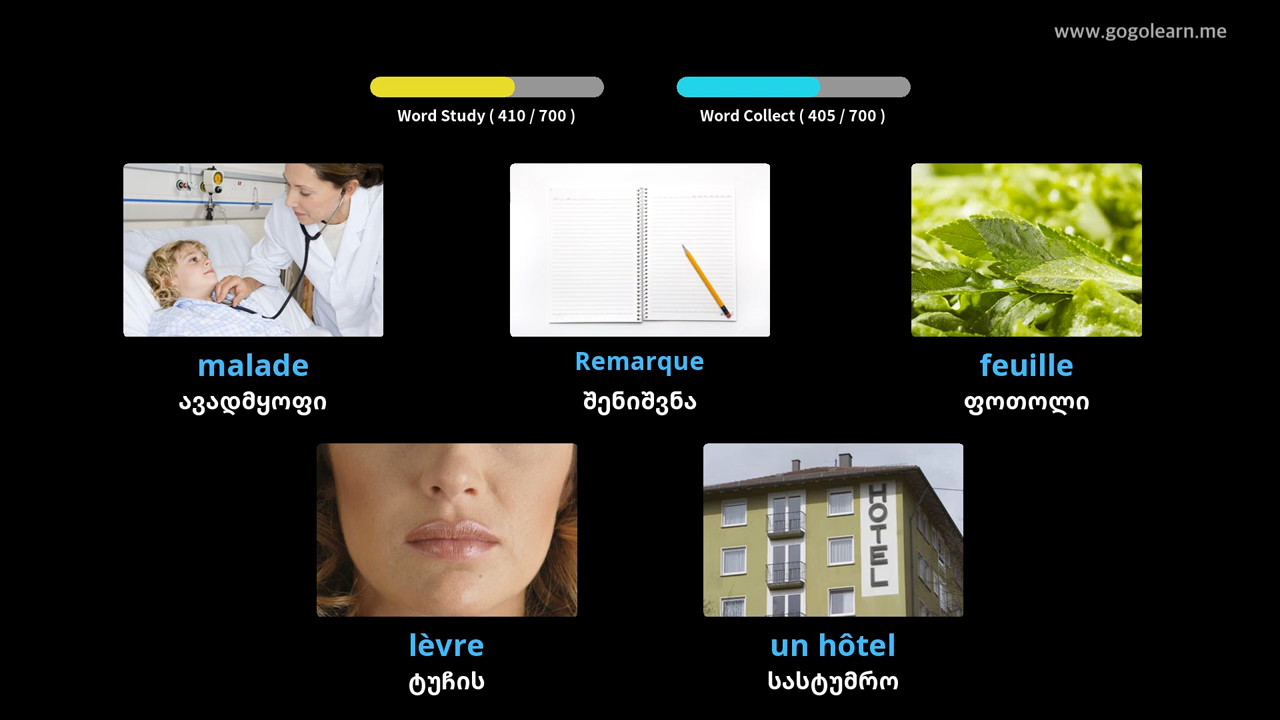 www.gogolearn.me
Word Study ( 410 / 700 )
Word Collect ( 405 / 700 )
malade
ავადმყოფი
Remarque
შენიშვნა
feuille
ფოთოლი
HOTEL
lèvre
ტუჩის
un hôtel
სასტუმრო